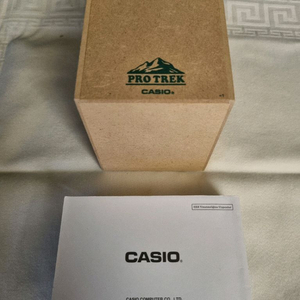 PRO TREK
CASIO®
CASIO®
CASIO COMPUTER CO., LTD.